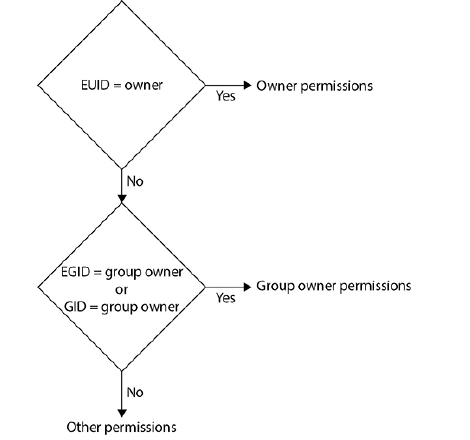 EUID = owner
Yes
Owner permissions
No
EGID = group owner
or
GID = group owner
Yes
Group owner permissions
No
Other permissions